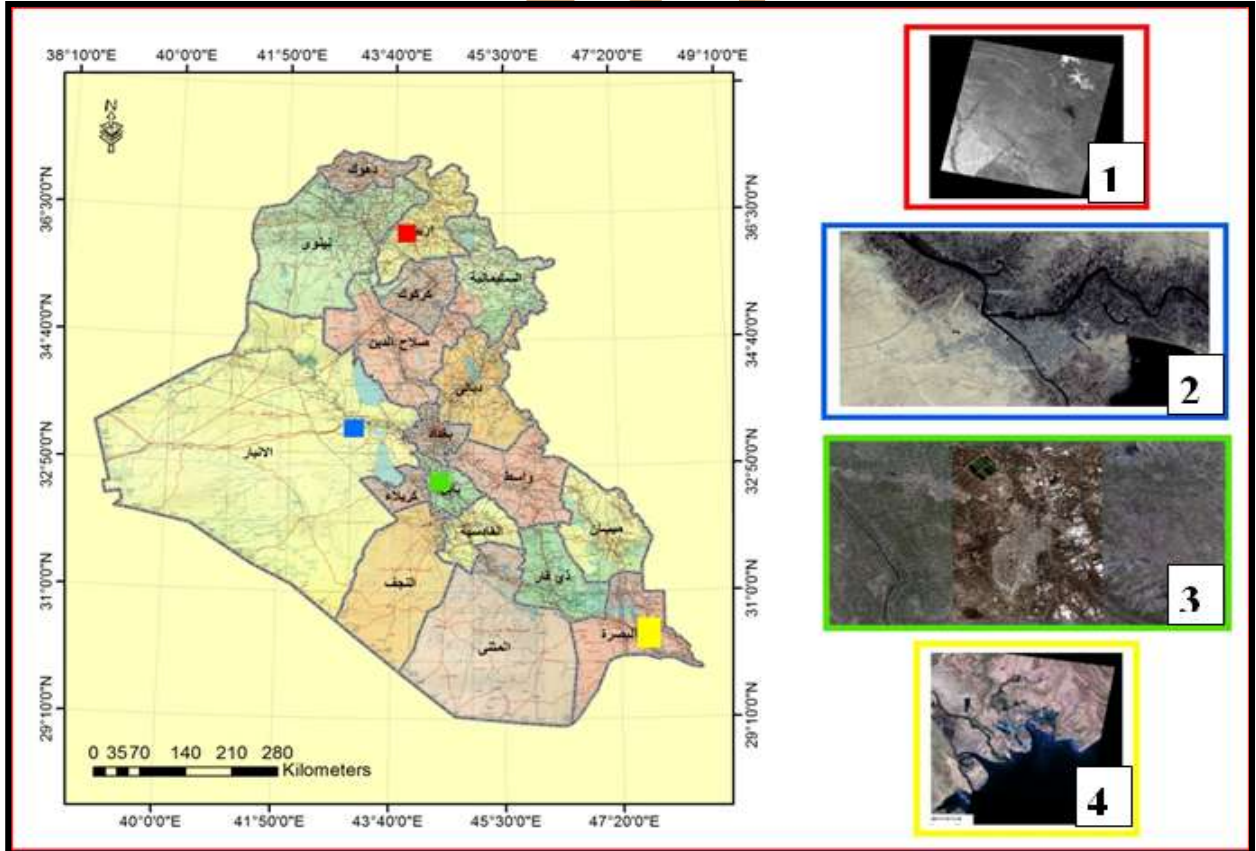 38°10'0"E 40°0'0"E 41°50'0"E 43°40'0"E 45°30'0"E 47°20'0"E 49°10'0"E
N
36°30'0"N 34°40'0"N 32°50'0"N 31°0'0"N 29°10'0"N
دهوك
نينوى
السليمانية
كركوك
صلاح الدين
ديالى
بغداد
الانبار
واسط
كربلاء
القادسية
ميسان
النجف
ذي قار
البصرة
المثنى
36°30'0"N 34°40'0"N 32°50'0"N 31°0'0"N 29°10'0"N
0 35 70 140 210 280
Kilometers
40°0'0"E 41°50'0"E 43°40'0"E 45°30'0"E 47°20'0"E
1
2
3
4